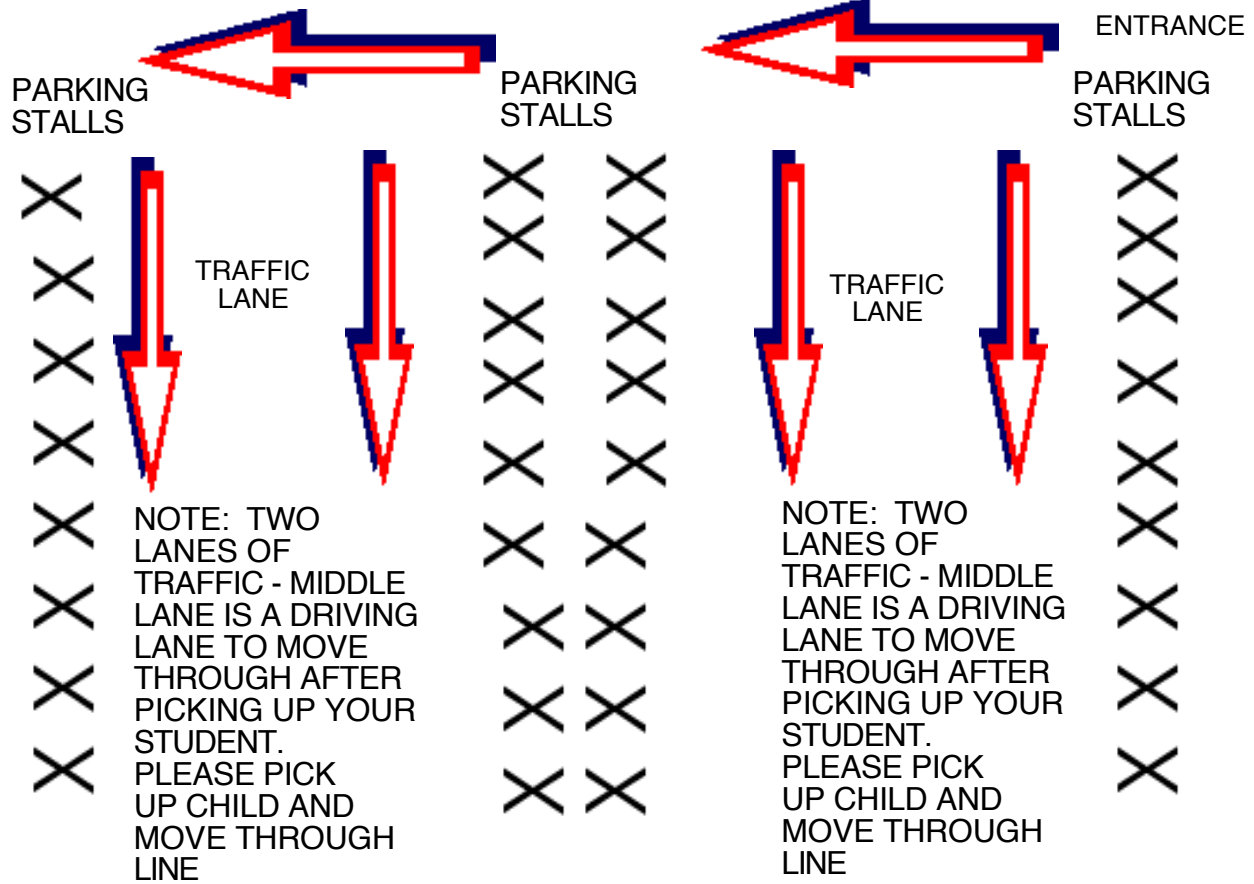 ENTRANCE
PARKING
STALLS
PARKING
STALLS
PARKING
STALLS
TRAFFIC
LANE
TRAFFIC
LANE
NOTE:  TWO
LANES OF
TRAFFIC - MIDDLE
LANE IS A DRIVING
LANE TO MOVE
THROUGH AFTER
PICKING UP YOUR
STUDENT.
PLEASE PICK
UP CHILD AND
MOVE THROUGH
LINE
NOTE:  TWO
LANES OF
TRAFFIC - MIDDLE
LANE IS A DRIVING
LANE TO MOVE
THROUGH AFTER
PICKING UP YOUR
STUDENT.
PLEASE PICK
UP CHILD AND
MOVE THROUGH
LINE